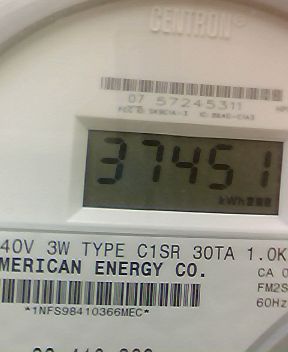 CENTRON
07 57245311
37451
kWh
40V 3W TYPE C1SR 30TA 1.0K
MERICAN ENERGY CO.
CA 0
FM2S
60Hz
*1NFS98410366MEC*